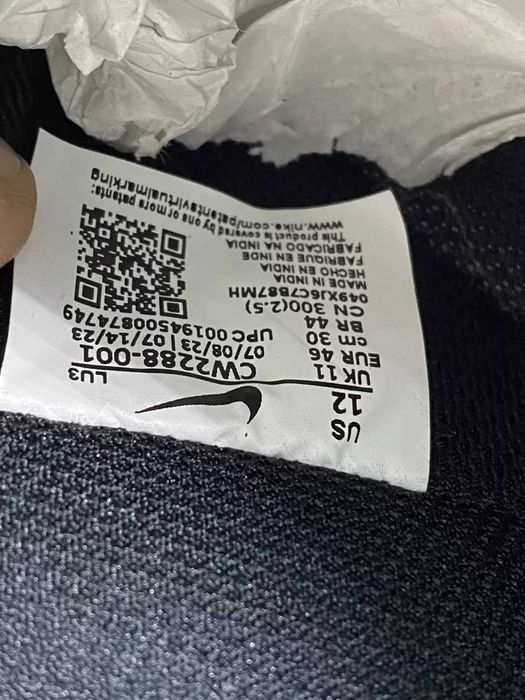 US
12
LU3
UK 11
EUR 46
cm 30
BR 44
CN 300(2.5)
CW2288-001
07/08/23 | 07/14/23
UPC 00194500874749
049XJ6C7B87MH
MADE IN INDIA
HECHO EN INDIA
FABRIQUE EN INDE
FABRICADO NA INDIA
This product is covered by one or more patents:
www.nike.com/patentsvirtualmarking